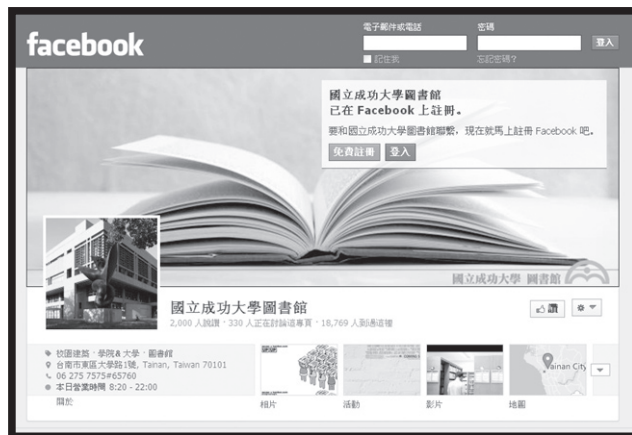 facebook
電子郵件或電話
密碼
登入
記住我
忘記密碼?
國立成功大學圖書館
已在 Facebook 上註冊。
要和國立成功大學圖書館聯繫，現在就馬上註冊 Facebook 吧。
免費註冊
登入
國立成功大學 圖書館
國立成功大學圖書館
讚
2,000 人說讚 · 330 人正在討論這專頁 · 18,769 人到過這裡
校園建築 · 學院&大學 · 圖書館
台南市東區大學路1號, Tainan, Taiwan 70101
06 275 7575#65760
本日營業時間 8:20 - 22:00
關於
相片
活動
影片
地圖
Tainan City